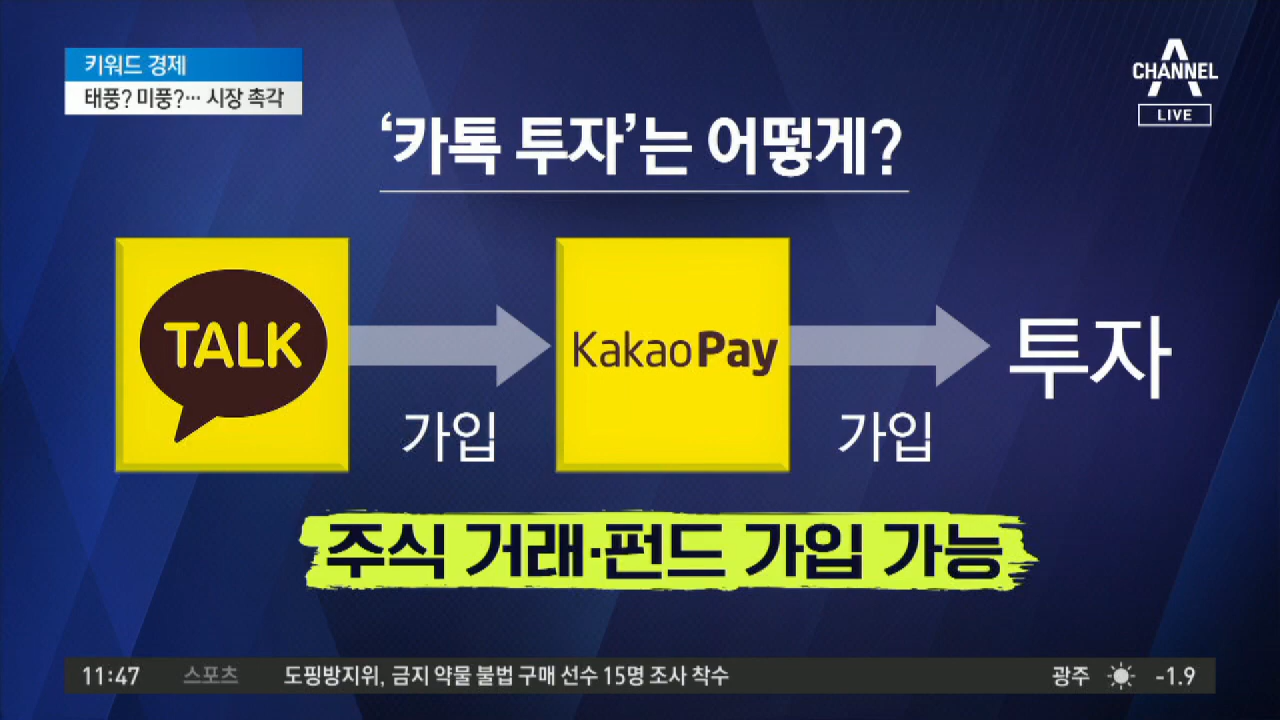 키워드 경제
태풍? 미풍?… 시장 촉각
CHANNEL A
LIVE
‘카톡 투자’는 어떻게?
TALK
가입
KakaoPay
가입
투자
주식 거래·펀드 가입 가능
11:47 스포츠 도핑방지위, 금지 약물 불법 구매 선수 15명 조사 착수 광주 -1.9